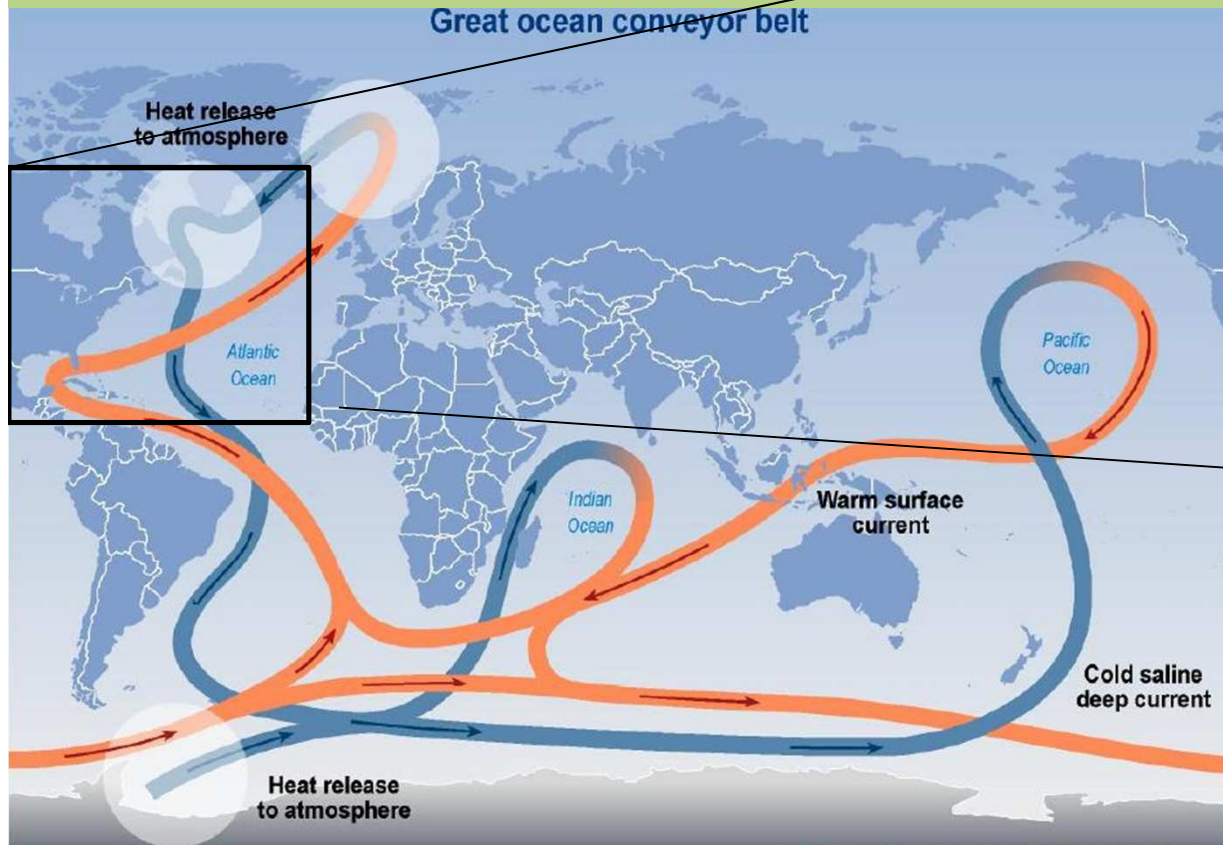 Great ocean conveyor belt
Heat release
to atmosphere
Atlantic
Ocean
Pacific
Ocean
Indian
Ocean
Warm surface
current
Cold saline
deep current
Heat release
to atmosphere